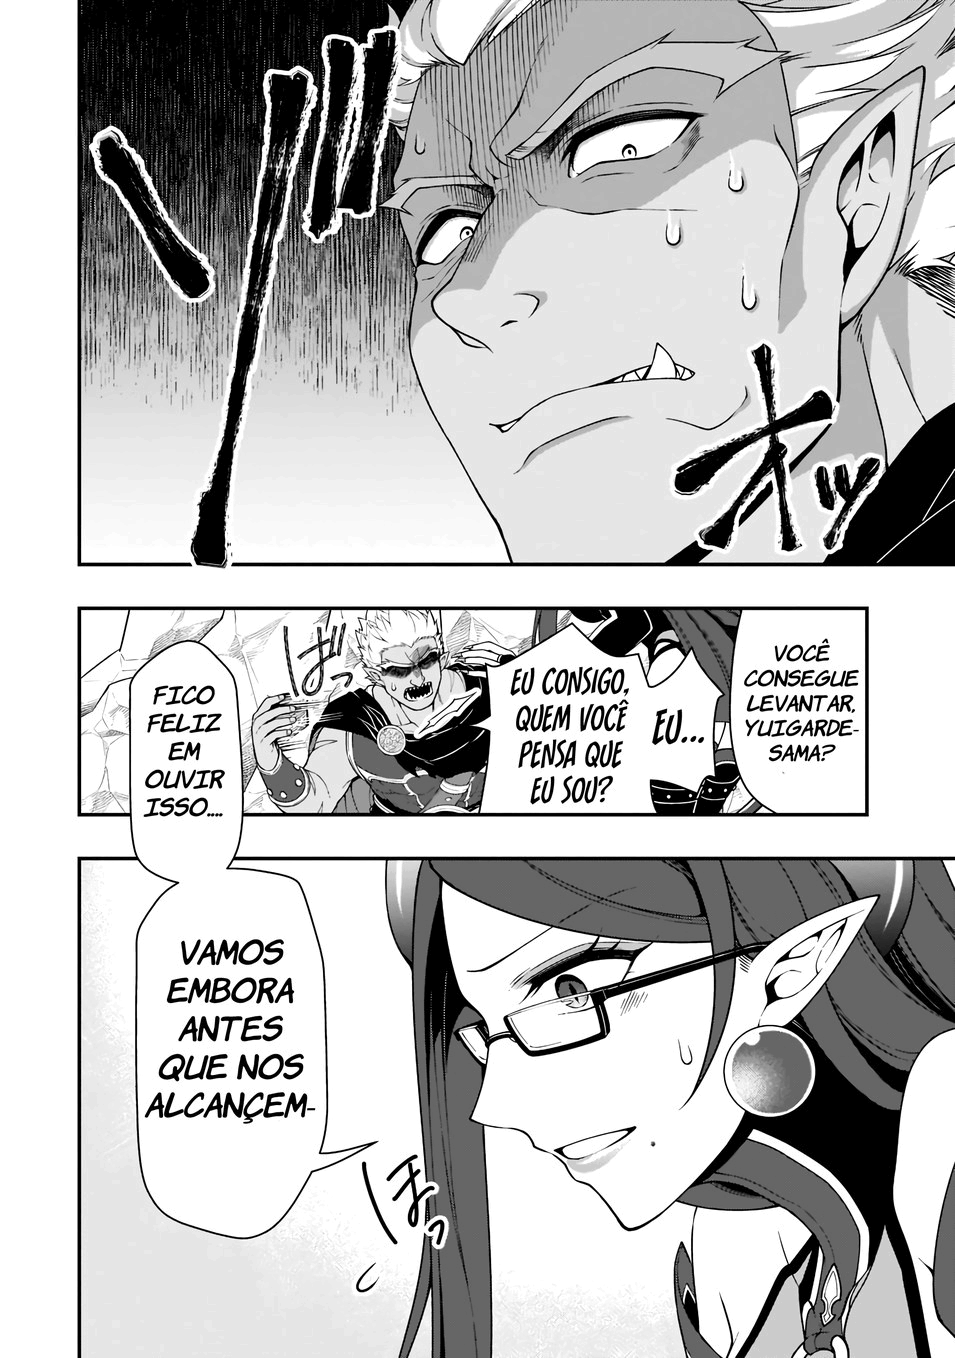 ゾ
ォッ
VOCÊ
CONSEGUE
LEVANTAR,
YUIGARDE-
SAMA?
EU...
EU CONSIGO,
QUEM VOCÊ
PENSA QUE
EU SOU?
ばっ
FICO
FELIZ
EM
OUVIR
ISSO....
VAMOS
EMBORA
ANTES
QUE NOS
ALCANÇEM-
ほっ